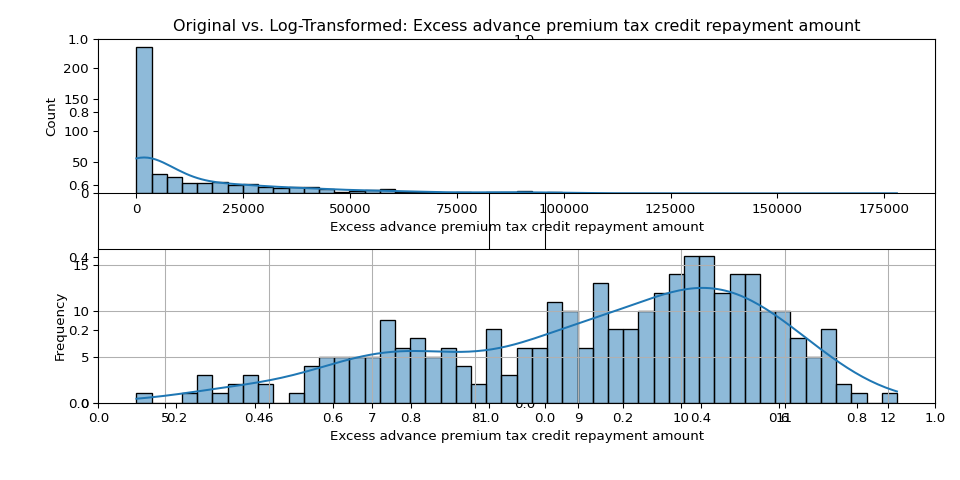 Original vs. Log-Transformed: Excess advance premium tax credit repayment amount
1.0
200
150
0.8
100
50
0.6
Count
0 25000 50000 75000 100000 125000 150000 175000
Excess advance premium tax credit repayment amount
0.4
15
10
0.2
5
0.0
Frequency
0.0 5 0.2 0.4 6 0.6 7 0.8 8 1.0 0.0 9 0.2 10 0.4 0.6 11 0.8 12 1.0
Excess advance premium tax credit repayment amount